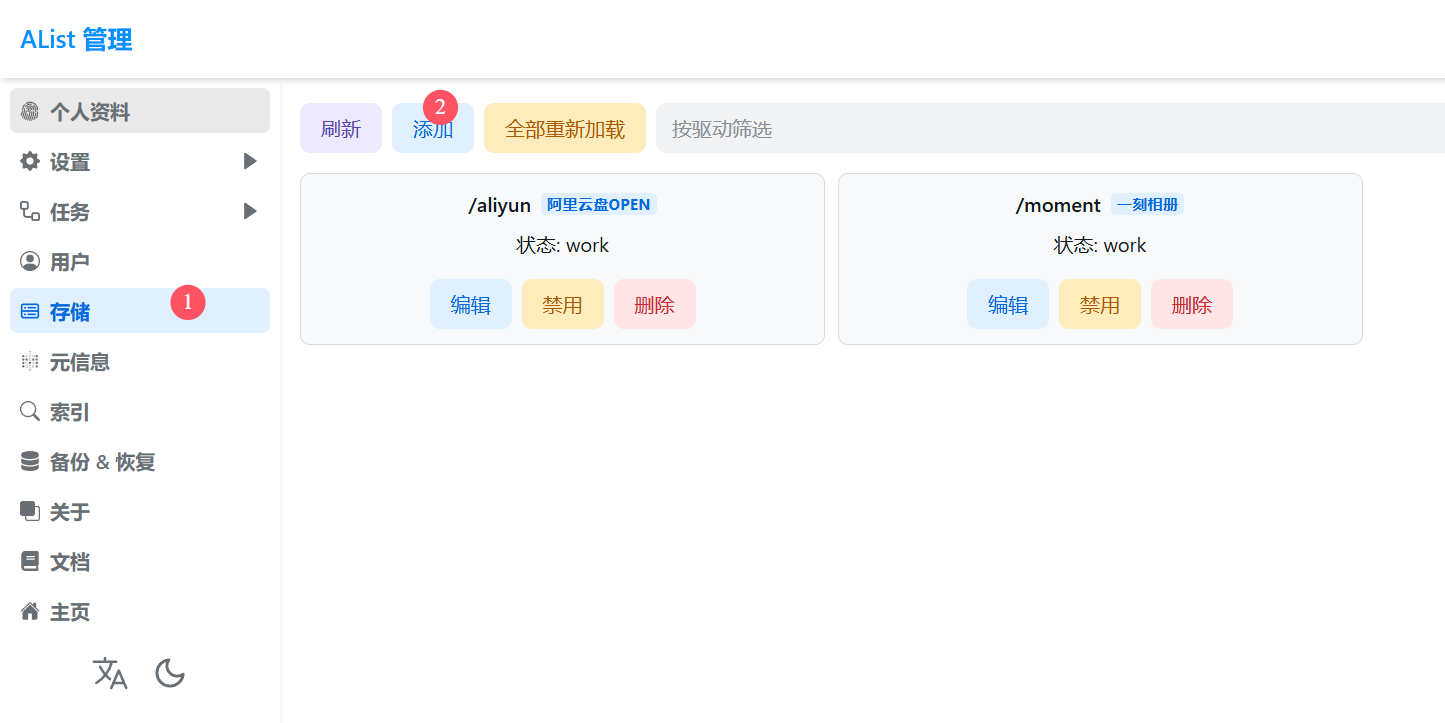 AList 管理
个人资料
设置
任务
用户
存储 1
元信息
索引
备份 & 恢复
关于
文档
主页
2
刷新 添加 全部重新加载 按驱动筛选
/aliyun 阿里云盘OPEN
状态: work
编辑 禁用 删除
/moment 一刻相册
状态: work
编辑 禁用 删除